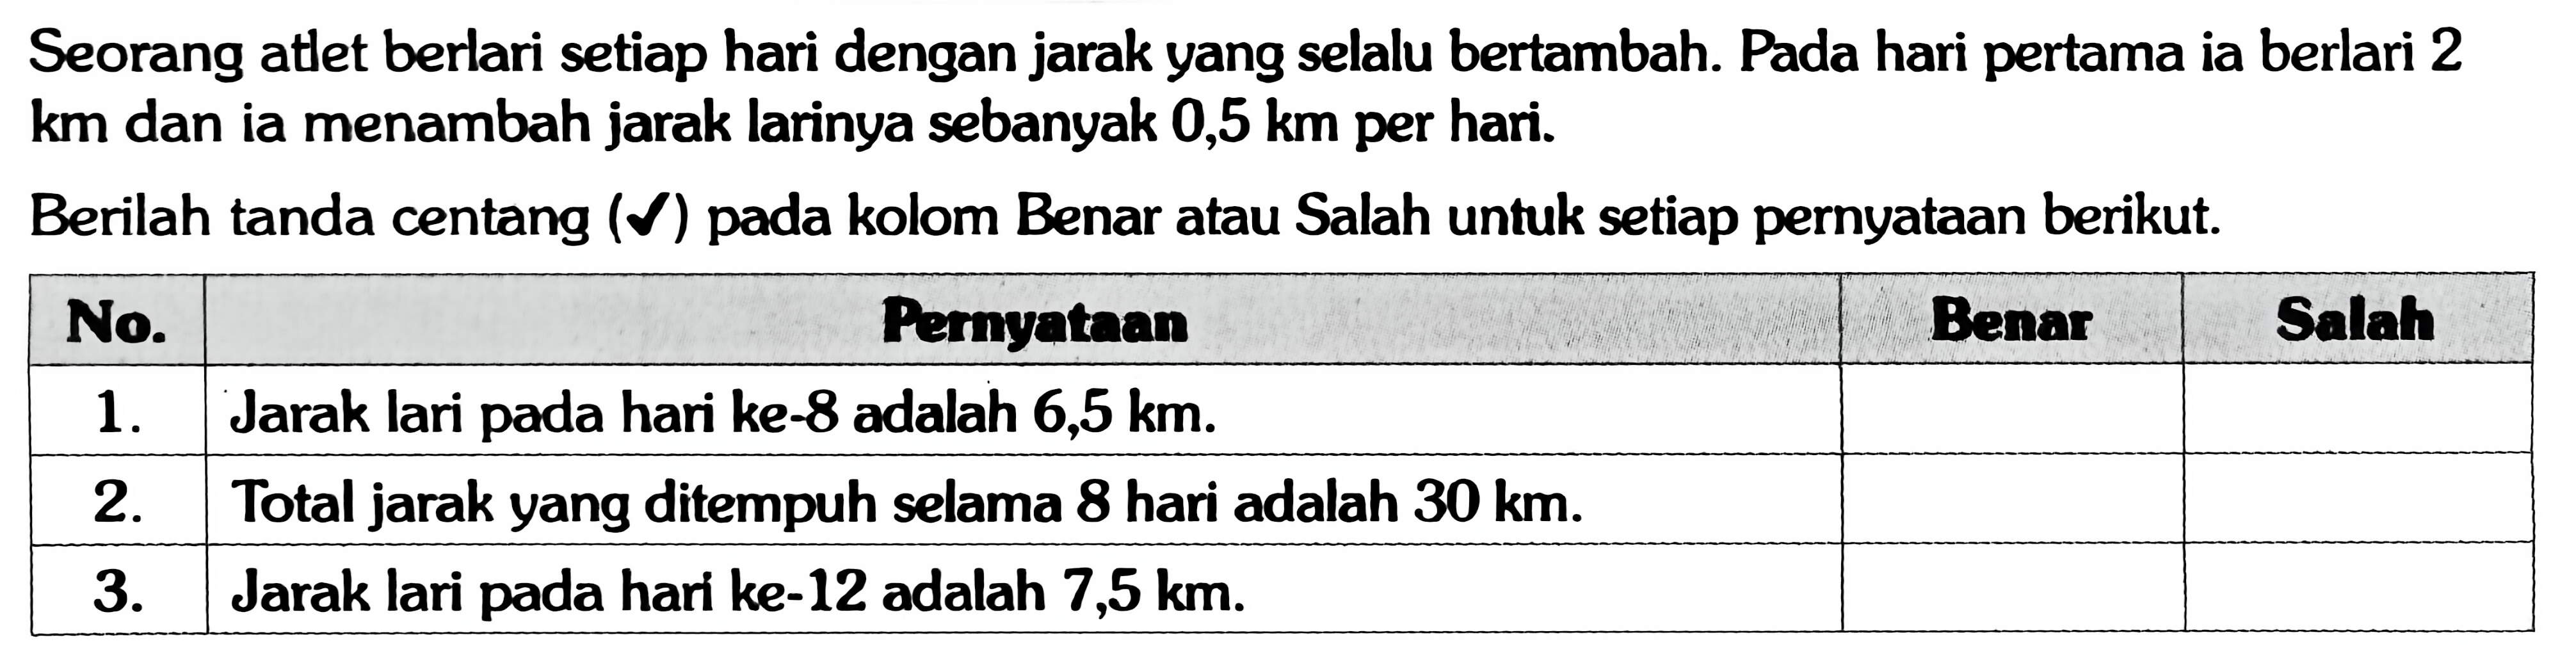 Seorang atlet berlari setiap hari dengan jarak yang selalu bertambah. Pada hari pertama ia berlari 2
km dan ia menambah jarak larinya sebanyak 0,5 km per hari.
Berilah tanda centang (✔) pada kolom Benar atau Salah untuk setiap pernyataan berikut.
No. Pernyataan Benar Salah
1. Jarak lari pada hari ke-8 adalah 6,5 km.
2. Total jarak yang ditempuh selama 8 hari adalah 30 km.
3. Jarak lari pada hari ke-12 adalah 7,5 km.